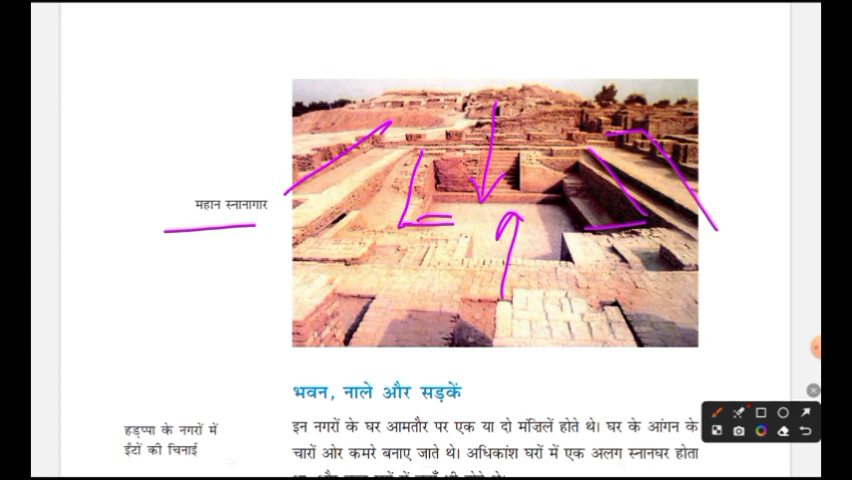 महान स्नानागार
भवन, नाले और सड़कें
हड़प्पा के नगरों में
ईंटों की चिनाई
इन नगरों के घर आमतौर पर एक या दो मंज़िलें होते थे। घर के आंगन के
चारों ओर कमरे बनाए जाते थे। अधिकांश घरों में एक अलग स्नानघर होता